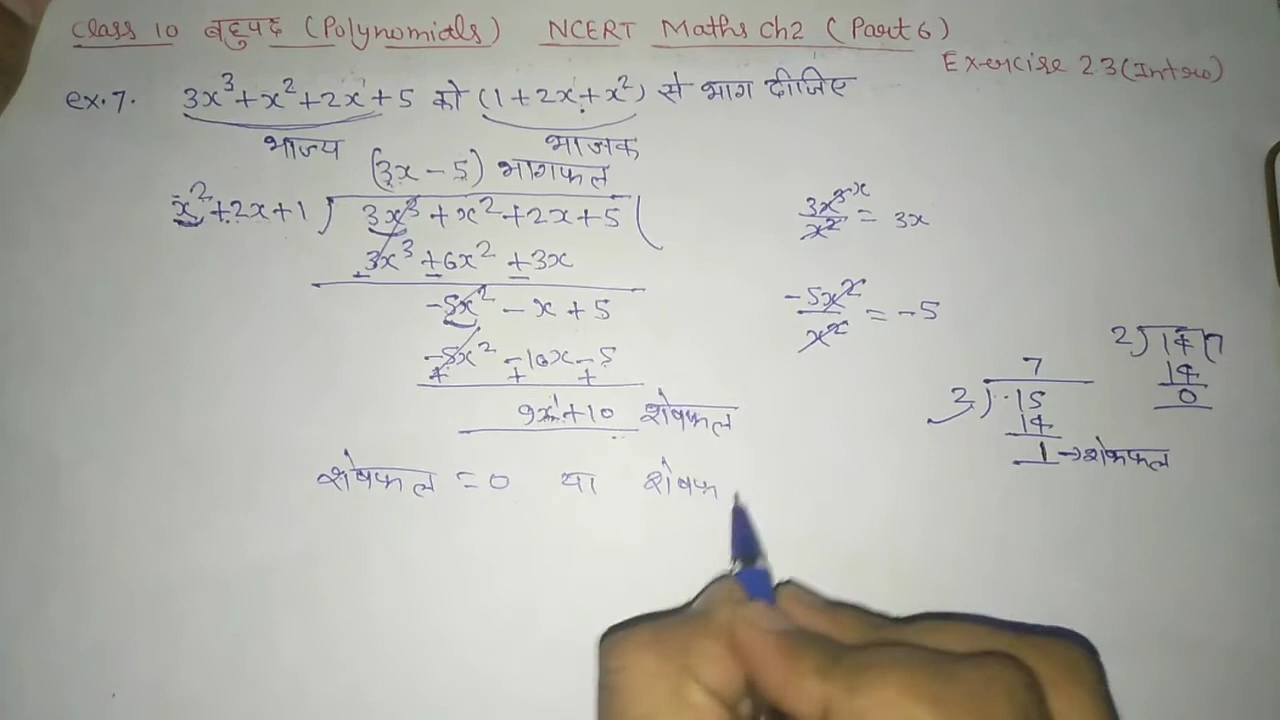 Class 10 बहुपद (Polynomials) NCERT Maths Ch2 (Part 6)
Exercise 2 3 (Intro)
ex. 7. 3x³ + x² + 2x + 5 को (1 + 2x + x²) से भाग दीजिए
भाज्य भाजक
(3x - 5) भागफल
x² + 2x + 1 ) 3x³ + x² + 2x + 5 (
3x³ + 6x² + 3x
-5x² - x + 5
-5x² - 10x - 5
+ + +
9x¹ + 10 शेषफल
शेषफल = 0 या शेषफ
3x³/x² = 3x
-5x²/x² = -5
2 ) 14 ( 7
14
0
7
2 ) 15
14
1 → शेषफल